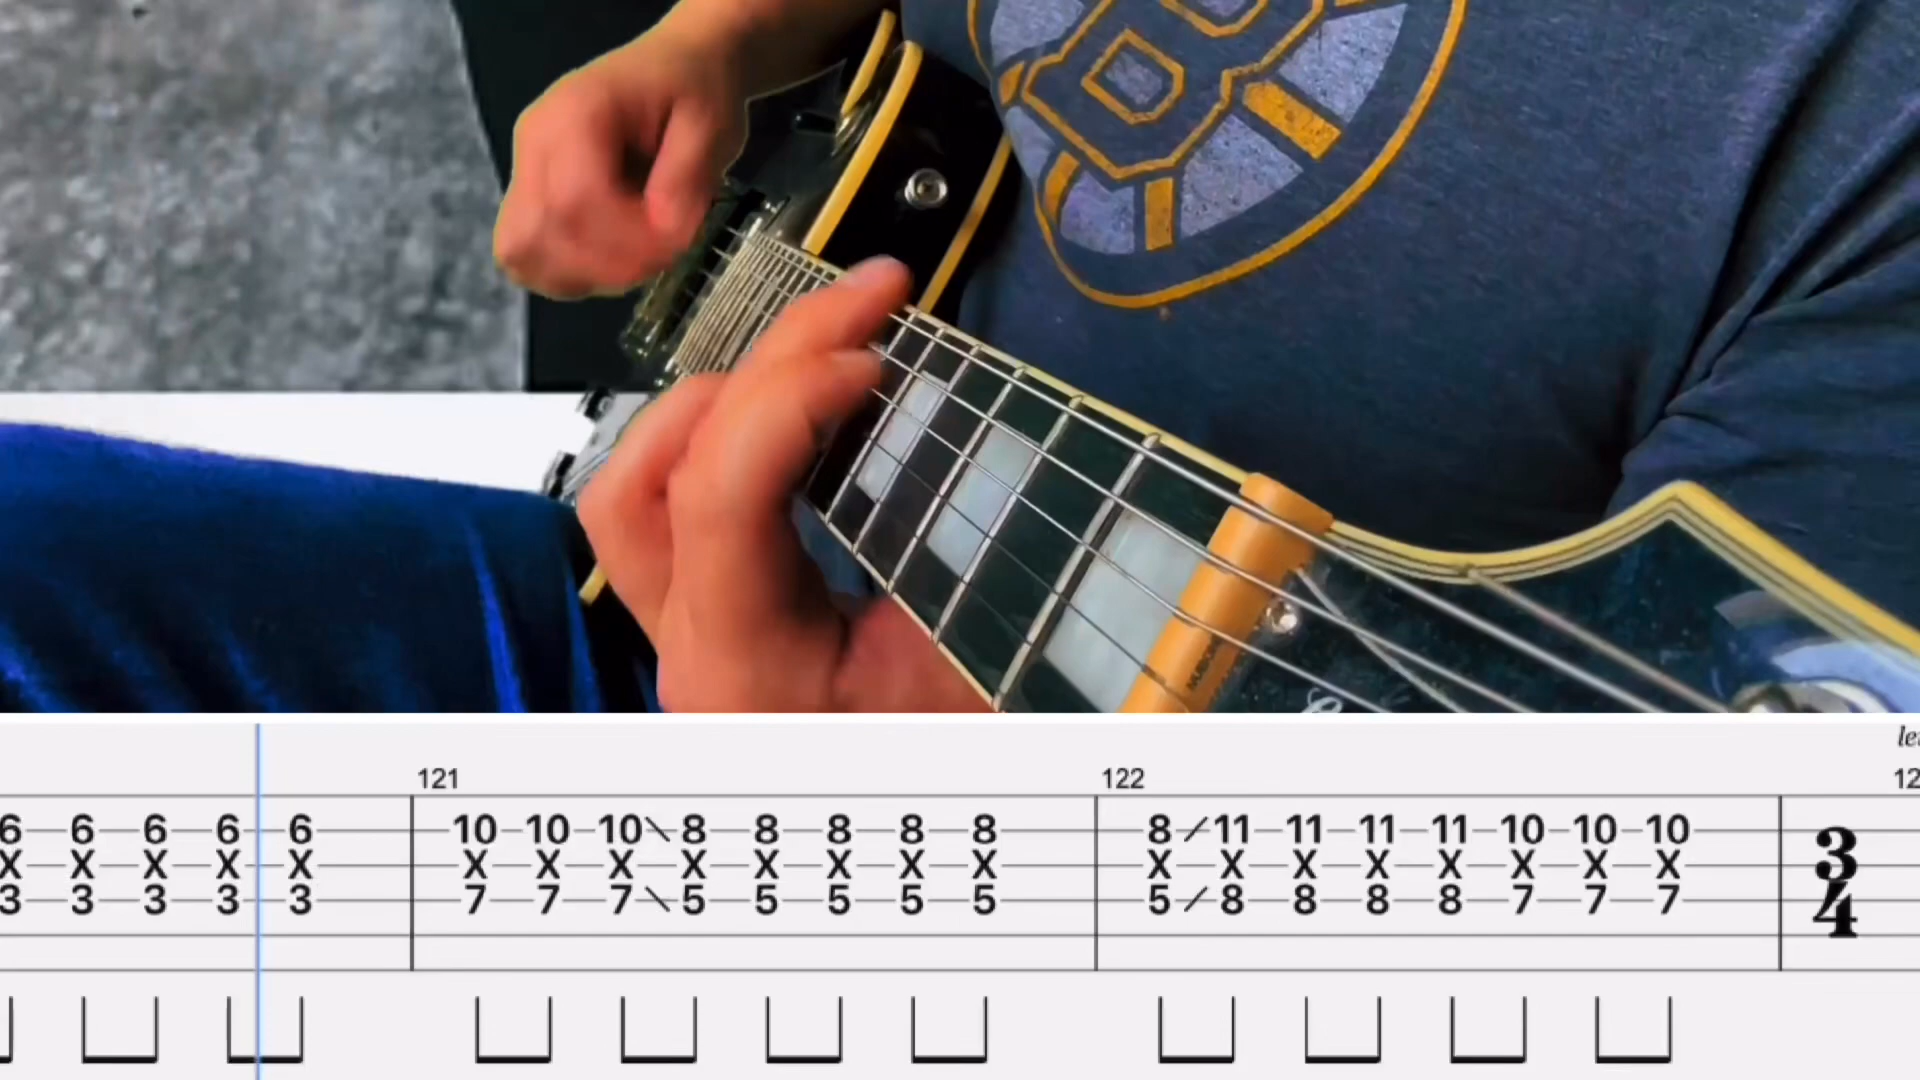 le
121 122 12
6 6 6 6 6 10 10 10 8 8 8 8 8 8 11 11 11 11 10 10 10
X X X X X X X X X X X X X X X X X X X X X
3 3 3 3 3 7 7 7 5 5 5 5 5 5 8 8 8 8 7 7 7
3
4
B